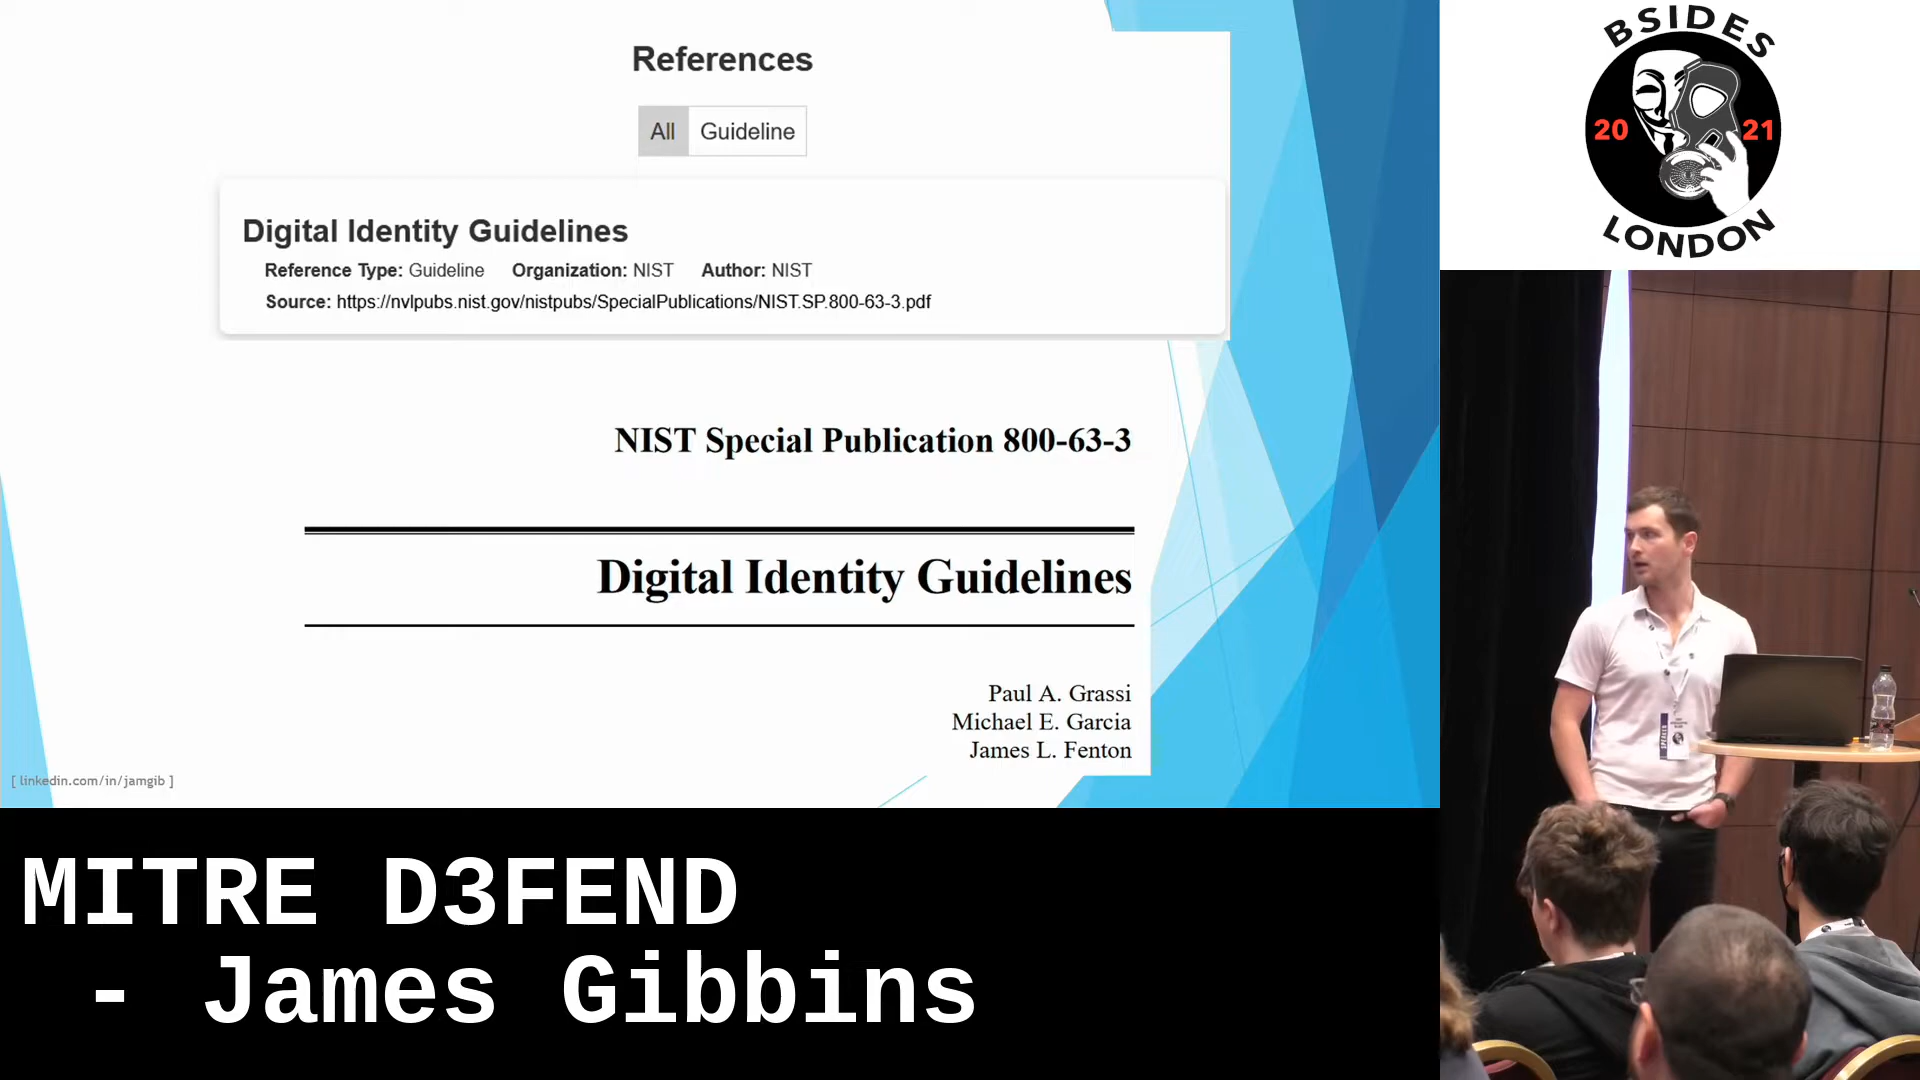 References
All Guideline
Digital Identity Guidelines
Reference Type: Guideline Organization: NIST Author: NIST
Source: https://nvlpubs.nist.gov/nistpubs/SpecialPublications/NIST.SP.800-63-3.pdf
NIST Special Publication 800-63-3
Digital Identity Guidelines
Paul A. Grassi
Michael E. Garcia
James L. Fenton
[ linkedin.com/in/jamgib ]
BSIDES
20 21
LONDON
SPEAKER
MITRE D3FEND
- James Gibbins